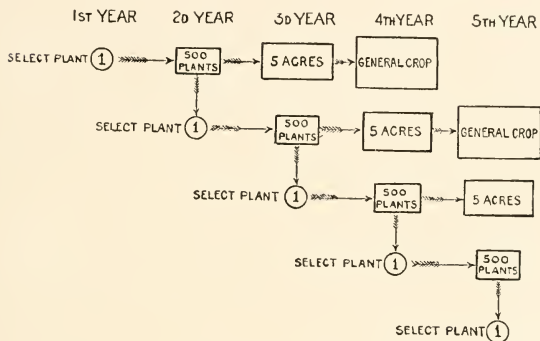 1ST YEAR 2D YEAR 3D YEAR 4TH YEAR 5TH YEAR
SELECT PLANT 1 500 PLANTS 5 ACRES GENERAL CROP
SELECT PLANT 1 500 PLANTS 5 ACRES GENERAL CROP
SELECT PLANT 1 500 PLANTS 5 ACRES
SELECT PLANT 1 500 PLANTS
SELECT PLANT 1